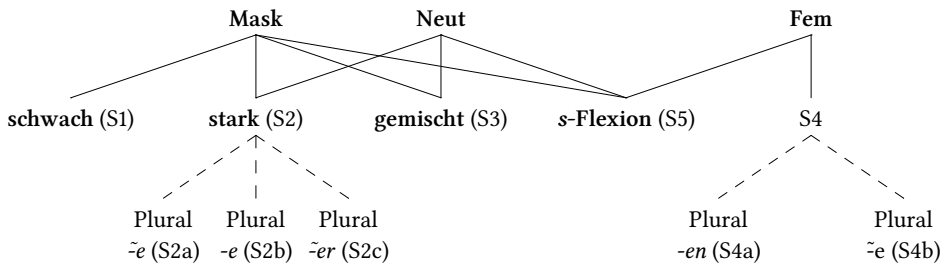 Mask Neut Fem
schwach (S1) stark (S2) gemischt (S3) s-Flexion (S5) S4
Plural Plural Plural Plural Plural
-̃e (S2a) -e (S2b) -̃er (S2c) -en (S4a) -̃e (S4b)